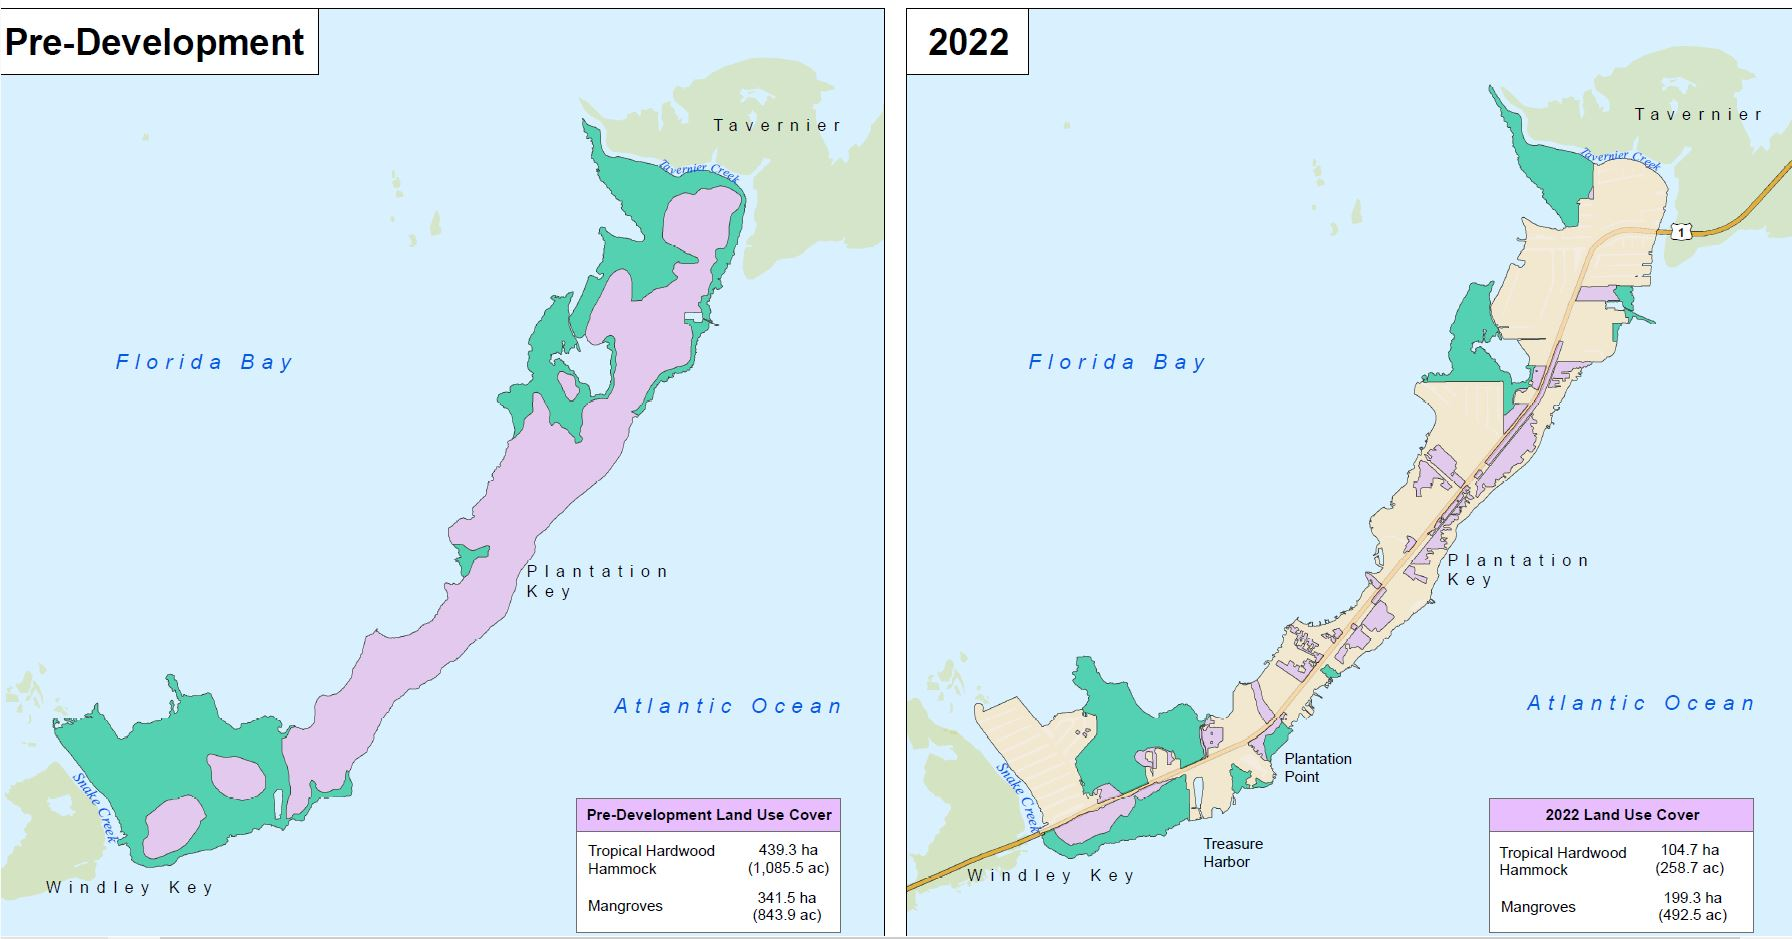 Pre-Development
Tavernier
Tavernier Creek
Florida Bay
Plantation
Key
Atlantic Ocean
Snake Creek
Windley Key
Pre-Development Land Use Cover
Tropical Hardwood
Hammock
439.3 ha
(1,085.5 ac)
Mangroves
341.5 ha
(843.9 ac)
2022
Tavernier
Tavernier Creek
1
Florida Bay
Plantation
Key
Atlantic Ocean
Plantation
Point
Snake Creek
Treasure
Harbor
Windley Key
2022 Land Use Cover
Tropical Hardwood
Hammock
104.7 ha
(258.7 ac)
Mangroves
199.3 ha
(492.5 ac)